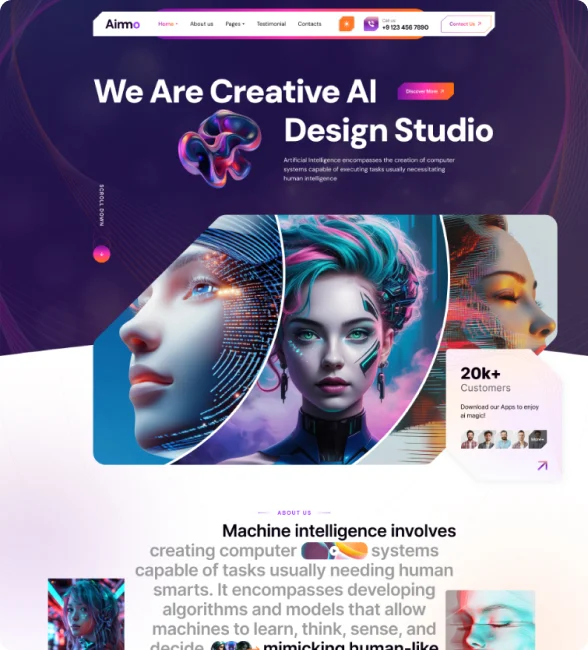 Aimo
Home
About us
Pages
Testimonial
Contacts
Call us
+9 123 456 7890
Contact Us
We Are Creative AI
Discover More
Design Studio
Artificial Intelligence encompasses the creation of computer
systems capable of executing tasks usually necessitating
human intelligence
SCROLL DOWN
20k+
Customers
Download our Apps to enjoy
ai magic!
ABOUT US
Machine intelligence involves
creating computer systems
capable of tasks usually needing human
smarts. It encompasses developing
algorithms and models that allow
machines to learn, think, sense, and
decide mimicking human-like